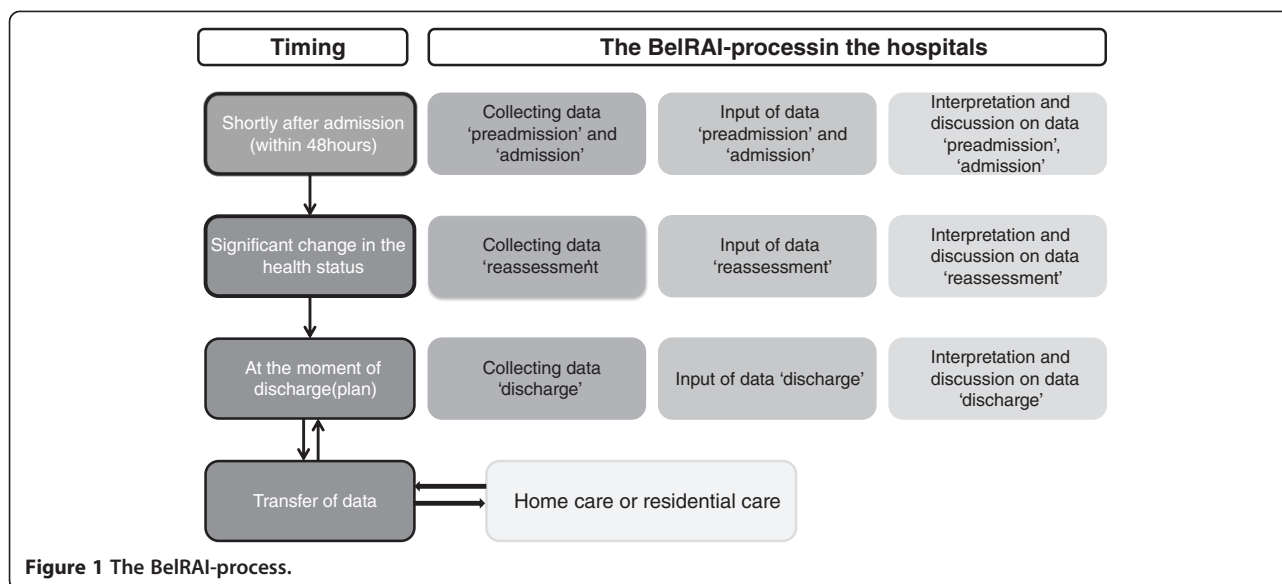 Timing
The BelRAI-processin the hospitals
Shortly after admission
(within 48hours)
Collecting data
‘preadmission’ and
‘admission’
Input of data
‘preadmission’ and
‘admission’
Interpretation and
discussion on data
‘preadmission’,
‘admission’
Significant change in the
health status
Collecting data
‘reassessment’
Input of data
‘reassessment’
Interpretation and
discussion on data
‘reassessment’
At the moment of
discharge(plan)
Collecting data
‘discharge’
Input of data ‘discharge’
Interpretation and
discussion on data
‘discharge’
Transfer of data
Home care or residential care
Figure 1 The BelRAI-process.